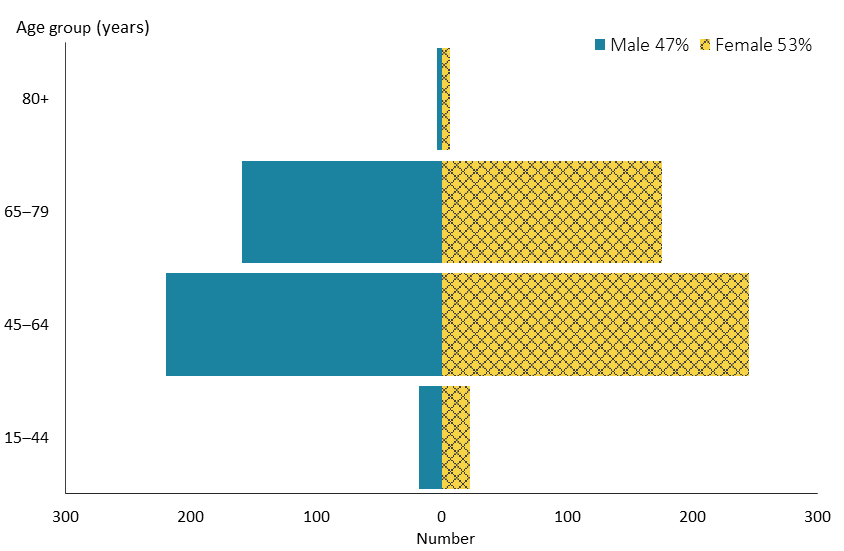 Age group (years)
Male 47% Female 53%
80+
65–79
45–64
15–44
300 200 100 0 100 200 300
Number